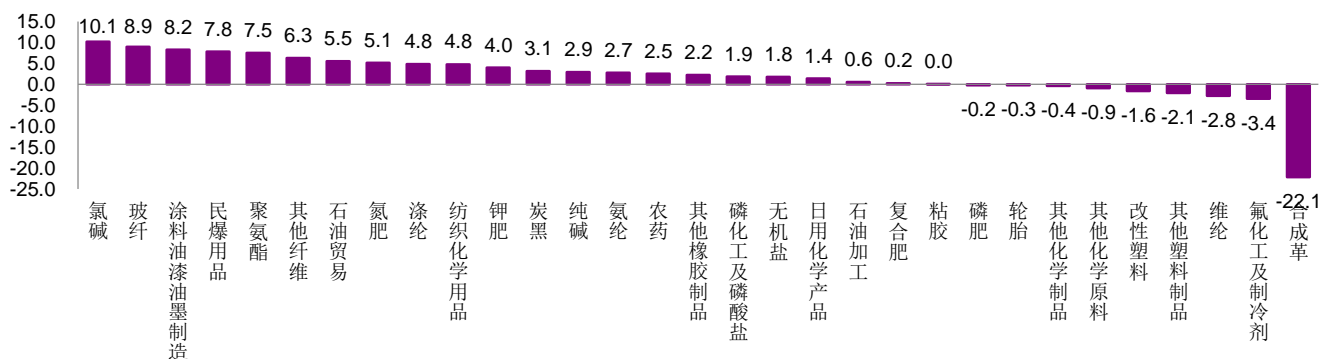 15.0
10.0
5.0
0.0
-5.0
-10.0
-15.0
-20.0
-25.0
10.1
8.9
8.2
7.8
7.5
6.3
5.5
5.1
4.8
4.8
4.0
3.1
2.9
2.7
2.5
2.2
1.9
1.8
1.4
0.6
0.2
0.0
-0.2
-0.3
-0.4
-0.9
-1.6
-2.1
-2.8
-3.4
-22.1
氯碱
玻纤
涂料油漆油墨制造
民爆用品
聚氨酯
其他纤维
石油贸易
氮肥
涤纶
纺织化学用品
钾肥
炭黑
纯碱
氨纶
农药
其他橡胶制品
磷化工及磷酸盐
无机盐
日用化学产品
石油加工
复合肥
粘胶
磷肥
轮胎
其他化学制品
其他化学原料
改性塑料
其他塑料制品
维纶
氟化工及制冷剂
合成革